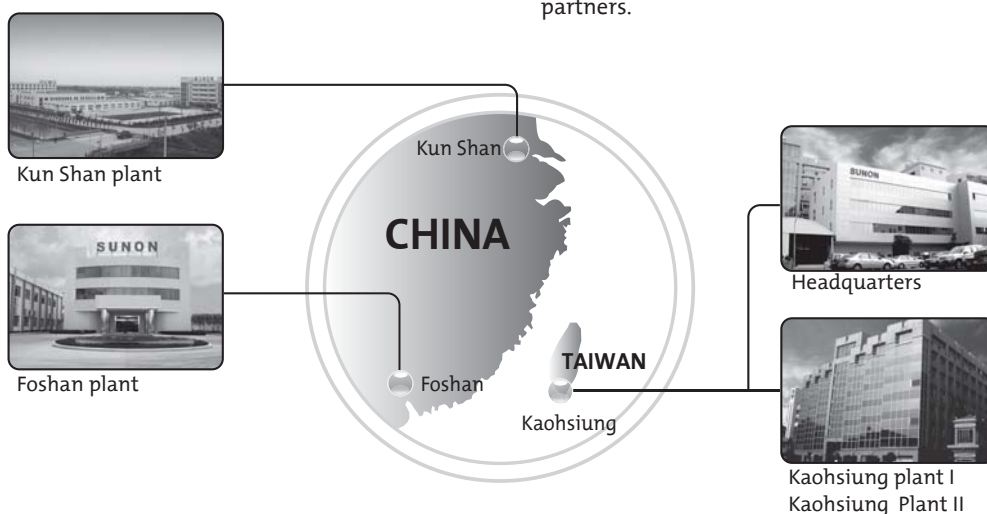 partners.
Kun Shan plant
Kun Shan
CHINA
SUNON
Foshan plant
Foshan
TAIWAN
Kaohsiung
SUNON
Headquarters
Kaohsiung plant I
Kaohsiung Plant II